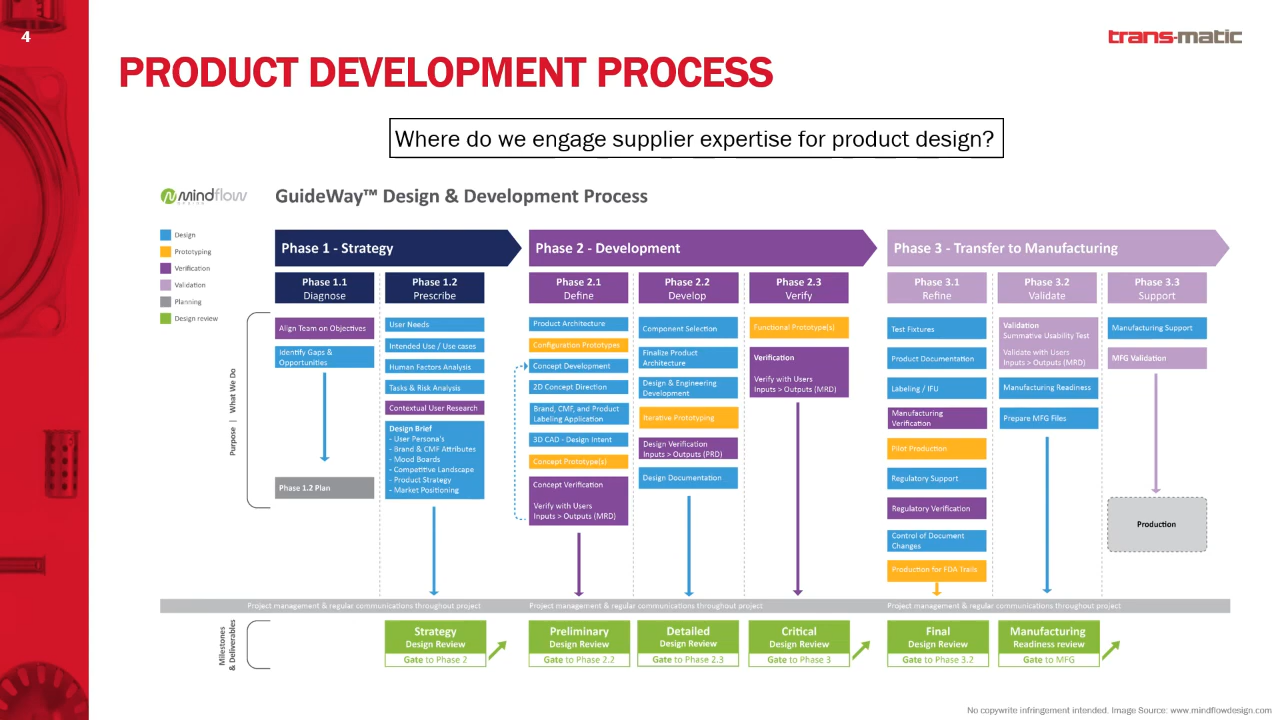 4
trans-matic
PRODUCT DEVELOPMENT PROCESS
Where do we engage supplier expertise for product design?
mindflow
DESIGN
GuideWay™ Design & Development Process
Design
Prototyping
Verification
Validation
Planning
Design review
Purpose | What We Do
Phase 1 - Strategy
Phase 1.1
Diagnose
Align Team on Objectives
Identify Gaps &
Opportunities
Phase 1.2 Plan
Phase 1.2
Prescribe
User Needs
Intended Use / Use cases
Human Factors Analysis
Tasks & Risk Analysis
Contextual User Research
Design Brief
- User Persona's
- Brand & CMF Attributes
- Mood Boards
- Competitive Landscape
- Product Strategy
- Market Positioning
Phase 2 - Development
Phase 2.1
Define
Product Architecture
Configuration Prototypes
Concept Development
2D Concept Direction
Brand, CMF, and Product
Labeling Application
3D CAD - Design Intent
Concept Prototype(s)
Concept Verification
Verify with Users
Inputs > Outputs (MRD)
Phase 2.2
Develop
Component Selection
Finalize Product
Architecture
Design & Engineering
Development
Iterative Prototyping
Design Verification
Inputs > Outputs (PRD)
Design Documentation
Phase 2.3
Verify
Functional Prototype(s)
Verification
Verify with Users
Inputs > Outputs (MRD)
Phase 3 - Transfer to Manufacturing
Phase 3.1
Refine
Test Fixtures
Product Documentation
Labeling / IFU
Manufacturing
Verification
Pilot Production
Regulatory Support
Regulatory Verification
Control of Document
Changes
Production for FDA Trails
Phase 3.2
Validate
Validation
Summative Usability Test
Validate with Users
Inputs > Outputs (MRD)
Manufacturing Readiness
Prepare MFG Files
Phase 3.3
Support
Manufacturing Support
MFG Validation
Production
Project management & regular communications throughout project
Project management & regular communications throughout project
Project management & regular communications throughout project
Milestones
& Deliverables
Strategy
Design Review
Gate to Phase 2
Preliminary
Design Review
Gate to Phase 2.2
Detailed
Design Review
Gate to Phase 2.3
Critical
Design Review
Gate to Phase 3
Final
Design Review
Gate to Phase 3.2
Manufacturing
Readiness review
Gate to MFG
No copywrite infringement intended. Image Source: www.mindflowdesign.com